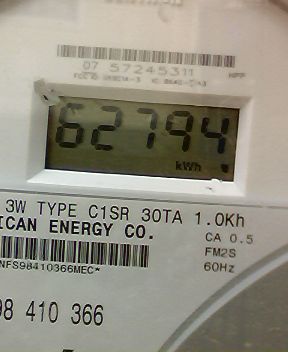 07 57245311
62794
kWh
3W TYPE C1SR 30TA 1.0Kh
ICAN ENERGY CO.
CA 0.5
FM2S
60Hz
NFS98410366MEC*
98 410 366